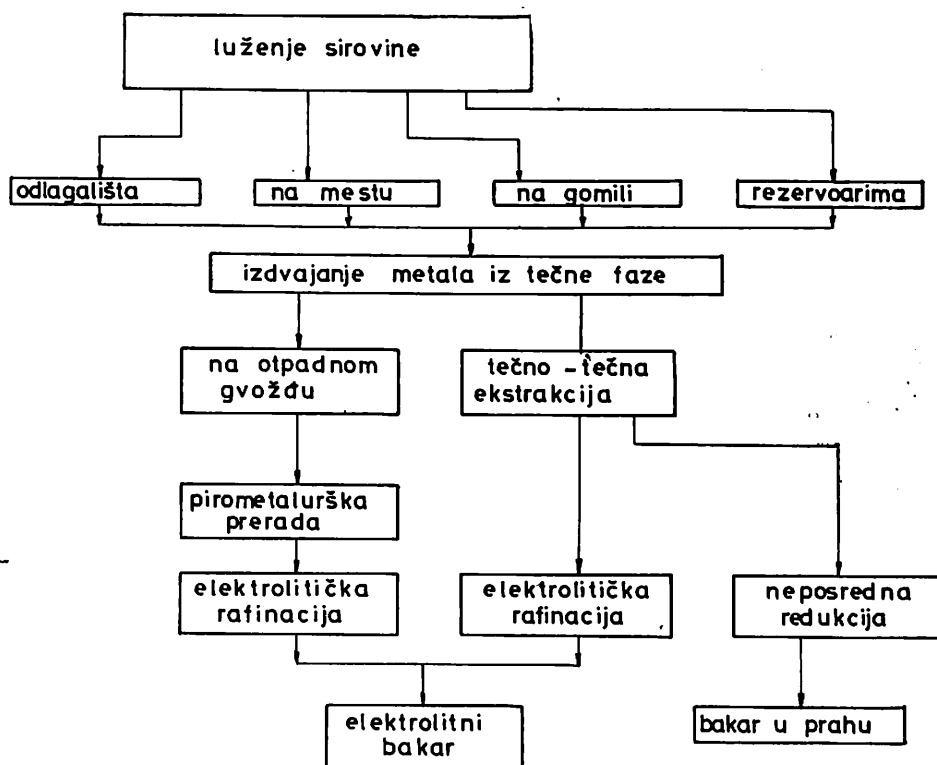 luženje sirovine
odlagališta
na mestu
na gomili
rezervoarima
izdvajanje metala iz tečne faze
na otpadnom
gvožđu
tečno - tečna
ekstrakcija
pirometalurška
prerada
elektrolitička
rafinacija
elektrolitička
rafinacija
neposredna
redukcija
elektrolitni
bakar
bakar u prahu